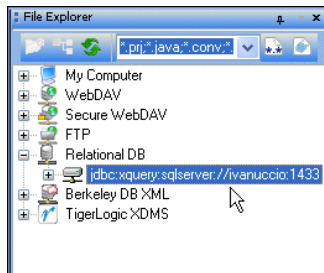 File Explorer
*.prj;*.java;*.conv;*.
*.*
My Computer
WebDAV
Secure WebDAV
FTP
Relational DB
jdbc:xquery:sqlserver://ivanuccio:1433
Berkeley DB XML
TigerLogic XDMS